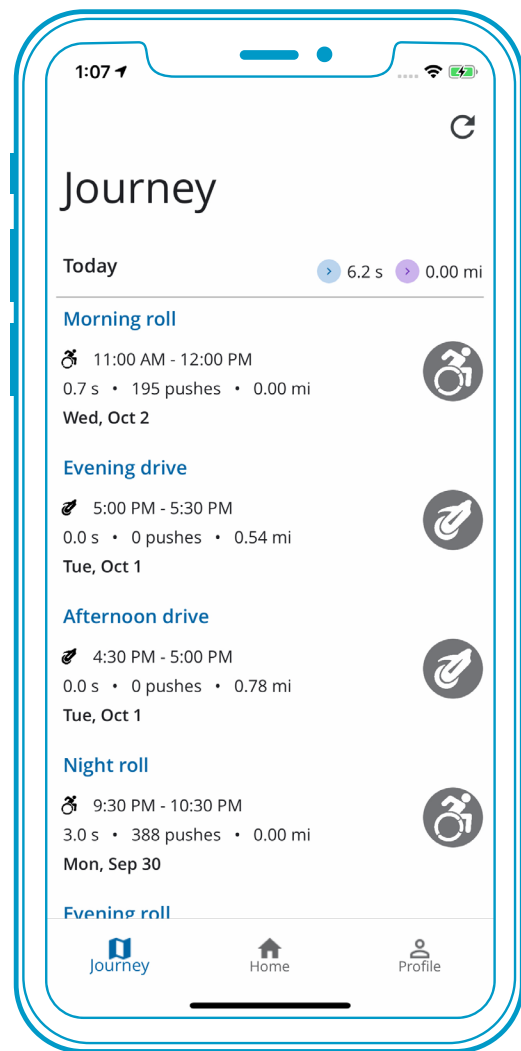 1:07
Journey
Today 6.2 s 0.00 mi
Morning roll
11:00 AM - 12:00 PM
0.7 s • 195 pushes • 0.00 mi
Wed, Oct 2
Evening drive
5:00 PM - 5:30 PM
0.0 s • 0 pushes • 0.54 mi
Tue, Oct 1
Afternoon drive
4:30 PM - 5:00 PM
0.0 s • 0 pushes • 0.78 mi
Tue, Oct 1
Night roll
9:30 PM - 10:30 PM
3.0 s • 388 pushes • 0.00 mi
Mon, Sep 30
Evening roll
Journey Home Profile